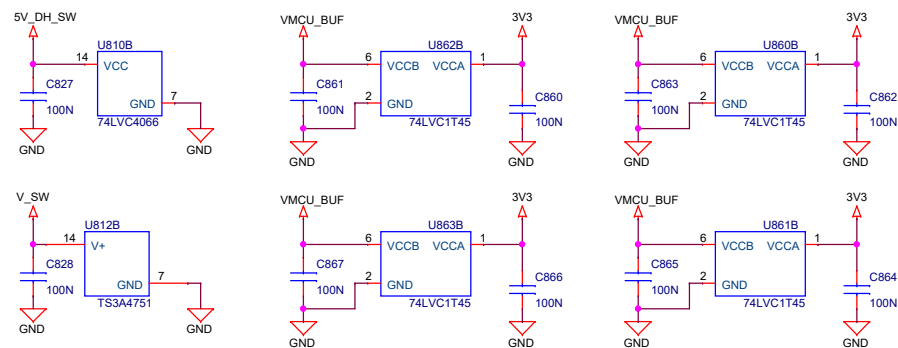 5V_DH_SW
U810B
14
VCC
C827
100N
GND
7
74LVC4066
GND
GND
VMCU_BUF
3V3
U862B
6
VCCB
VCCA
1
C861
100N
2
GND
C860
100N
74LVC1T45
GND
GND
VMCU_BUF
3V3
U860B
6
VCCB
VCCA
1
C863
100N
2
GND
C862
100N
74LVC1T45
GND
GND
V_SW
U812B
14
V+
C828
100N
GND
7
TS3A4751
GND
GND
VMCU_BUF
3V3
U863B
6
VCCB
VCCA
1
C867
100N
2
GND
C866
100N
74LVC1T45
GND
GND
VMCU_BUF
3V3
U861B
6
VCCB
VCCA
1
C865
100N
2
GND
C864
100N
74LVC1T45
GND
GND